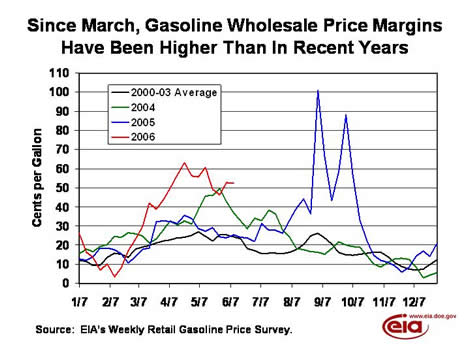 Since March, Gasoline Wholesale Price Margins
Have Been Higher Than In Recent Years
Cents per Gallon
110
100
90
80
70
60
50
40
30
20
10
0
2000-03 Average
2004
2005
2006
1/7 2/7 3/7 4/7 5/7 6/7 7/7 8/7 9/7 10/7 11/7 12/7
Source: EIA's Weekly Retail Gasoline Price Survey.
www.eia.doe.gov
eia